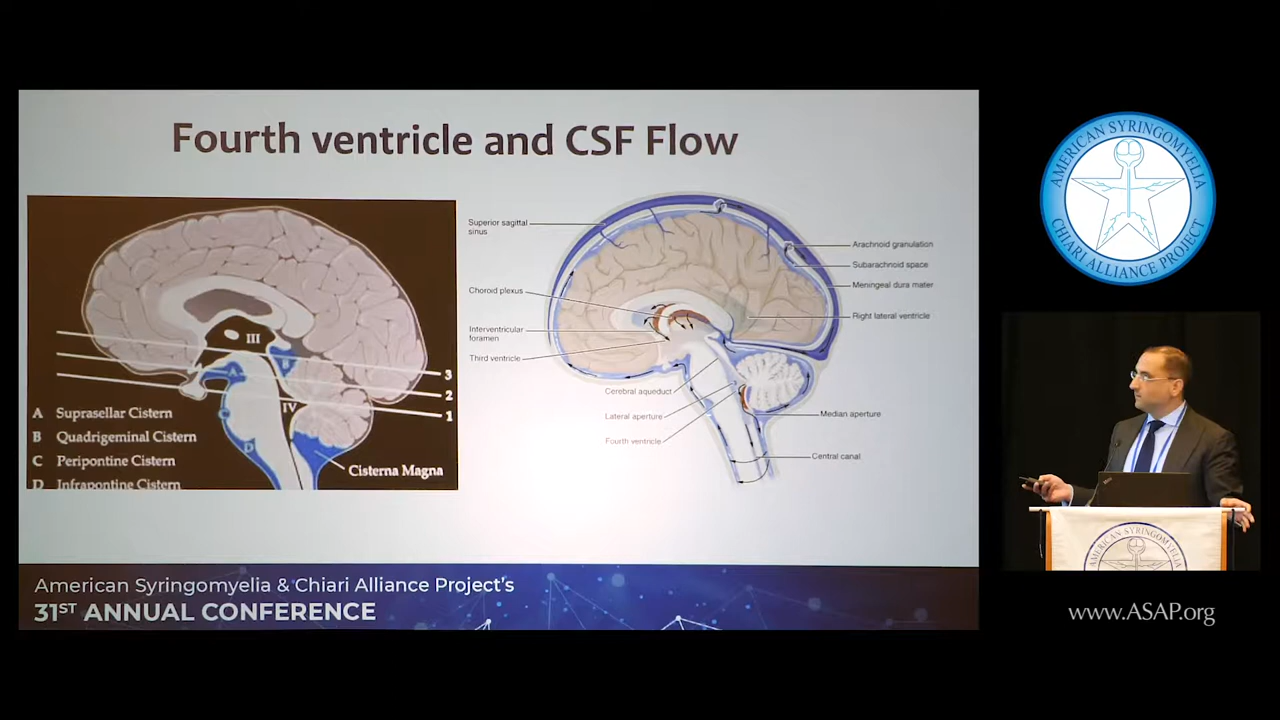 Fourth ventricle and CSF Flow
III
B
A
C
D
IV
3
2
1
A Suprasellar Cistern
B Quadrigeminal Cistern
C Peripontine Cistern
D Infrapontine Cistern
Cisterna Magna
Superior sagittal
sinus
Choroid plexus
Interventricular
foramen
Third ventricle
Cerebral aqueduct
Lateral aperture
Fourth ventricle
Arachnoid granulation
Subarachnoid space
Meningeal dura mater
Right lateral ventricle
Median aperture
Central canal
American Syringomyelia & Chiari Alliance Project's
31ST ANNUAL CONFERENCE
AMERICAN SYRINGOMYELIA
CHIARI ALLIANCE PROJECT
AMERICAN SYRINGOMYELIA
www.ASAP.org